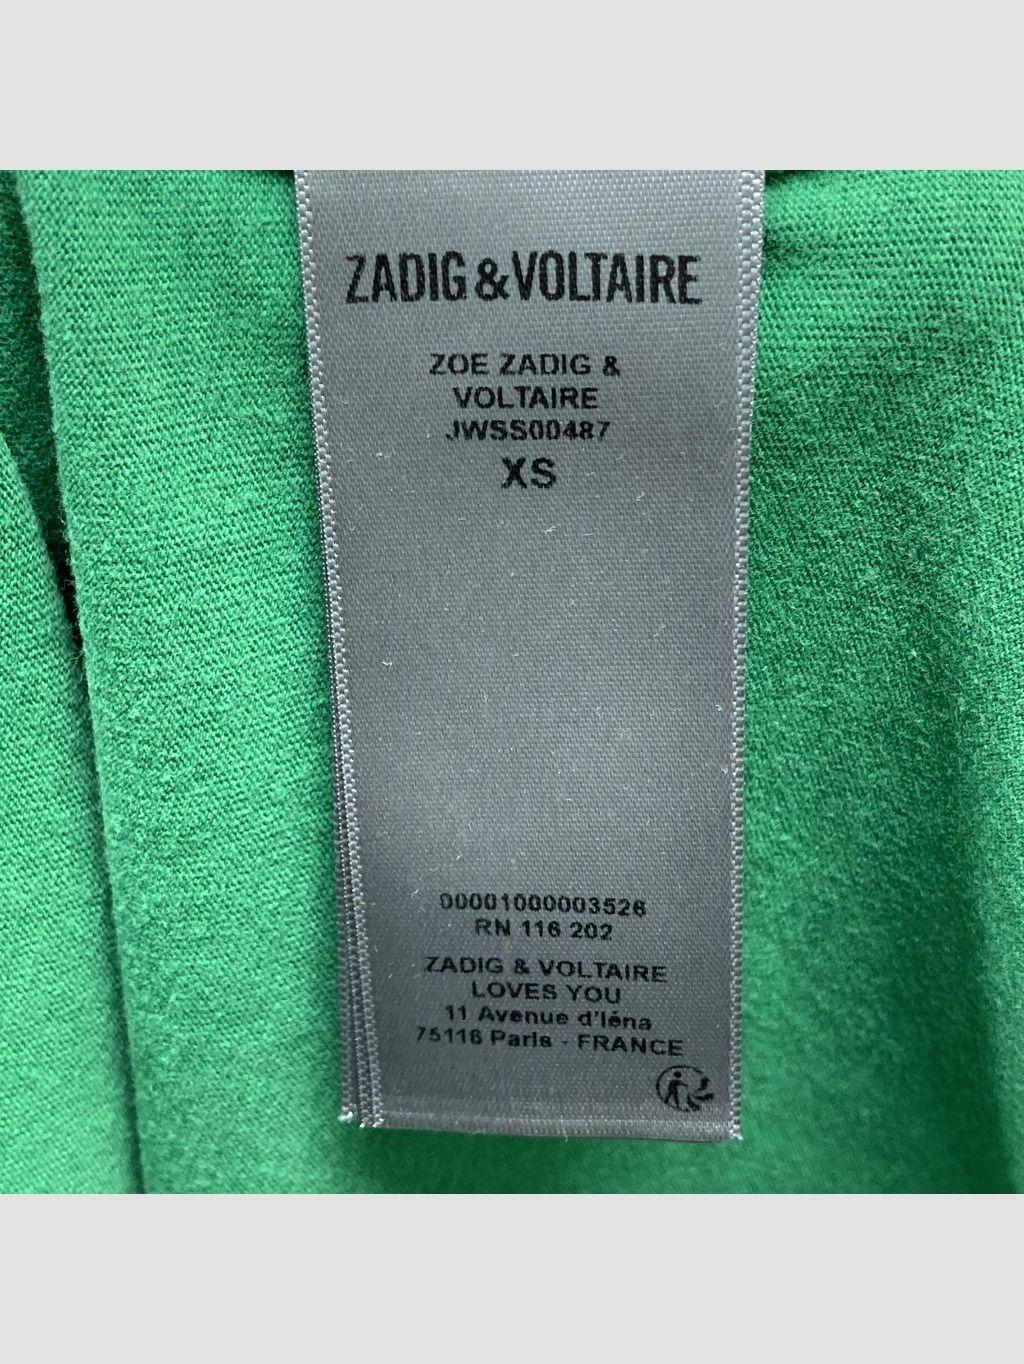 ZADIG & VOLTAIRE
ZOE ZADIG &
VOLTAIRE
JWSS00487
XS
00001000003526
RN 116 202
ZADIG & VOLTAIRE
LOVES YOU
11 Avenue d'Iéna
75116 Paris - FRANCE